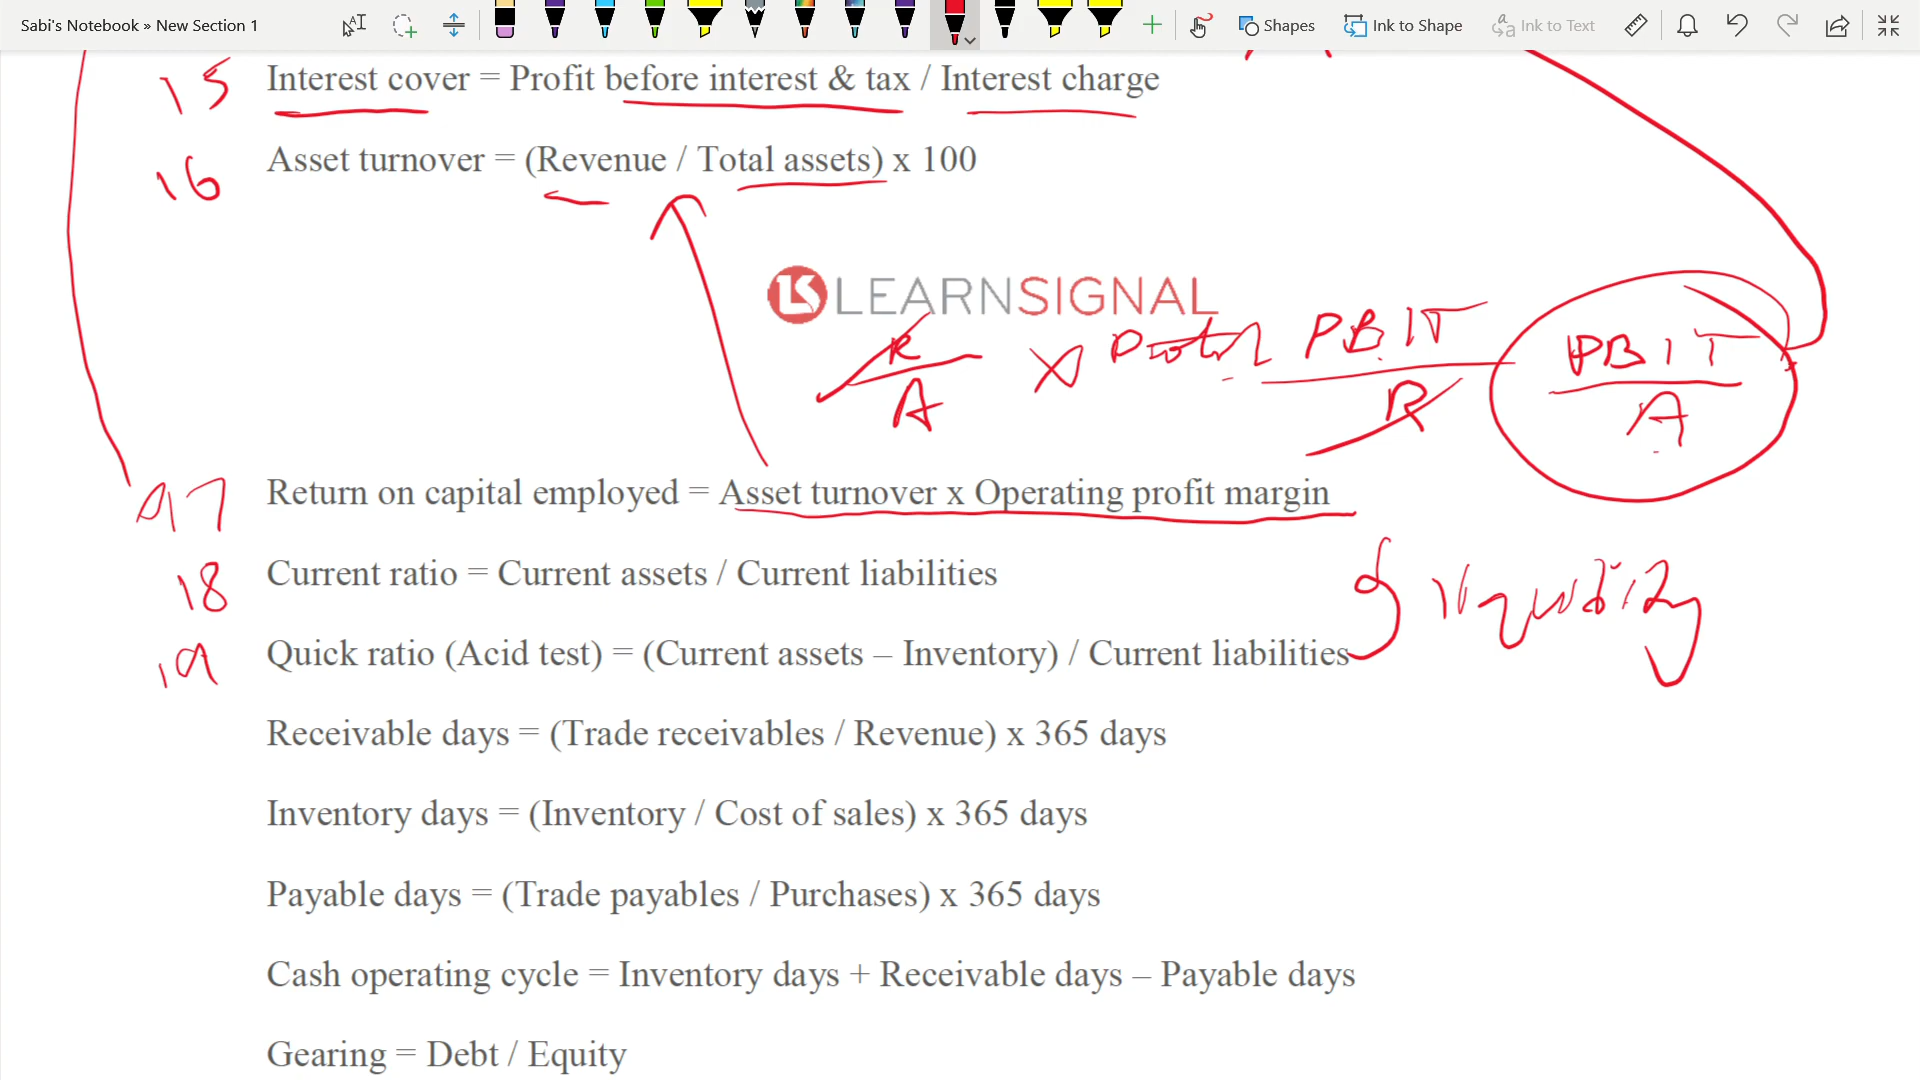 Sabi's Notebook » New Section 1
Shapes
Ink to Shape
Ink to Text
15 Interest cover = Profit before interest & tax / Interest charge
16 Asset turnover = (Revenue / Total assets) x 100
LEARNSIGNAL
R/A x PBIT/R PBIT/A
17 Return on capital employed = Asset turnover x Operating profit margin
18 Current ratio = Current assets / Current liabilities
liquidity
19 Quick ratio (Acid test) = (Current assets – Inventory) / Current liabilities
Receivable days = (Trade receivables / Revenue) x 365 days
Inventory days = (Inventory / Cost of sales) x 365 days
Payable days = (Trade payables / Purchases) x 365 days
Cash operating cycle = Inventory days + Receivable days – Payable days
Gearing = Debt / Equity